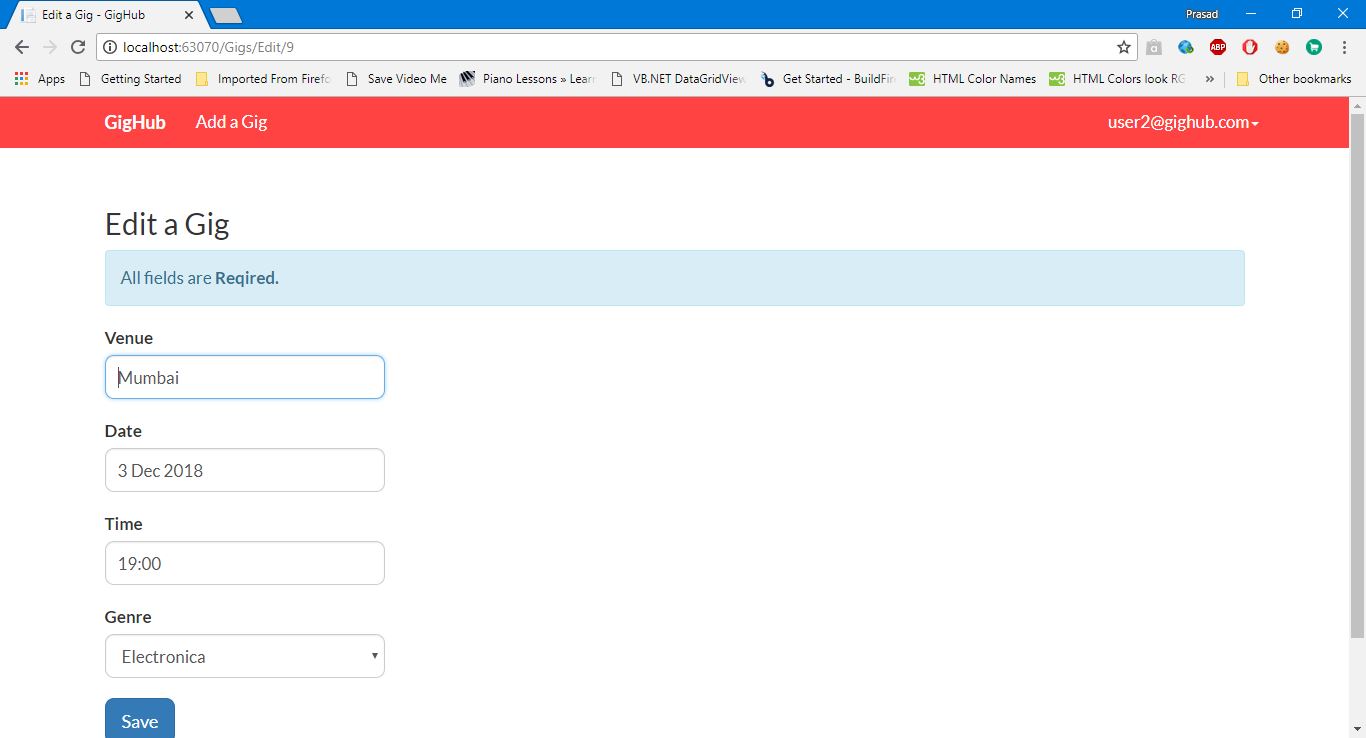 Edit a Gig - GigHub
Prasad
localhost:63070/Gigs/Edit/9
ABP
Apps Getting Started Imported From Firefo Save Video Me Piano Lessons » Learn VB.NET DataGridView Get Started - BuildFir HTML Color Names HTML Colors look RG » Other bookmarks
GigHub Add a Gig user2@gighub.com
Edit a Gig
All fields are Reqired.
Venue
Mumbai
Date
3 Dec 2018
Time
19:00
Genre
Electronica
Save